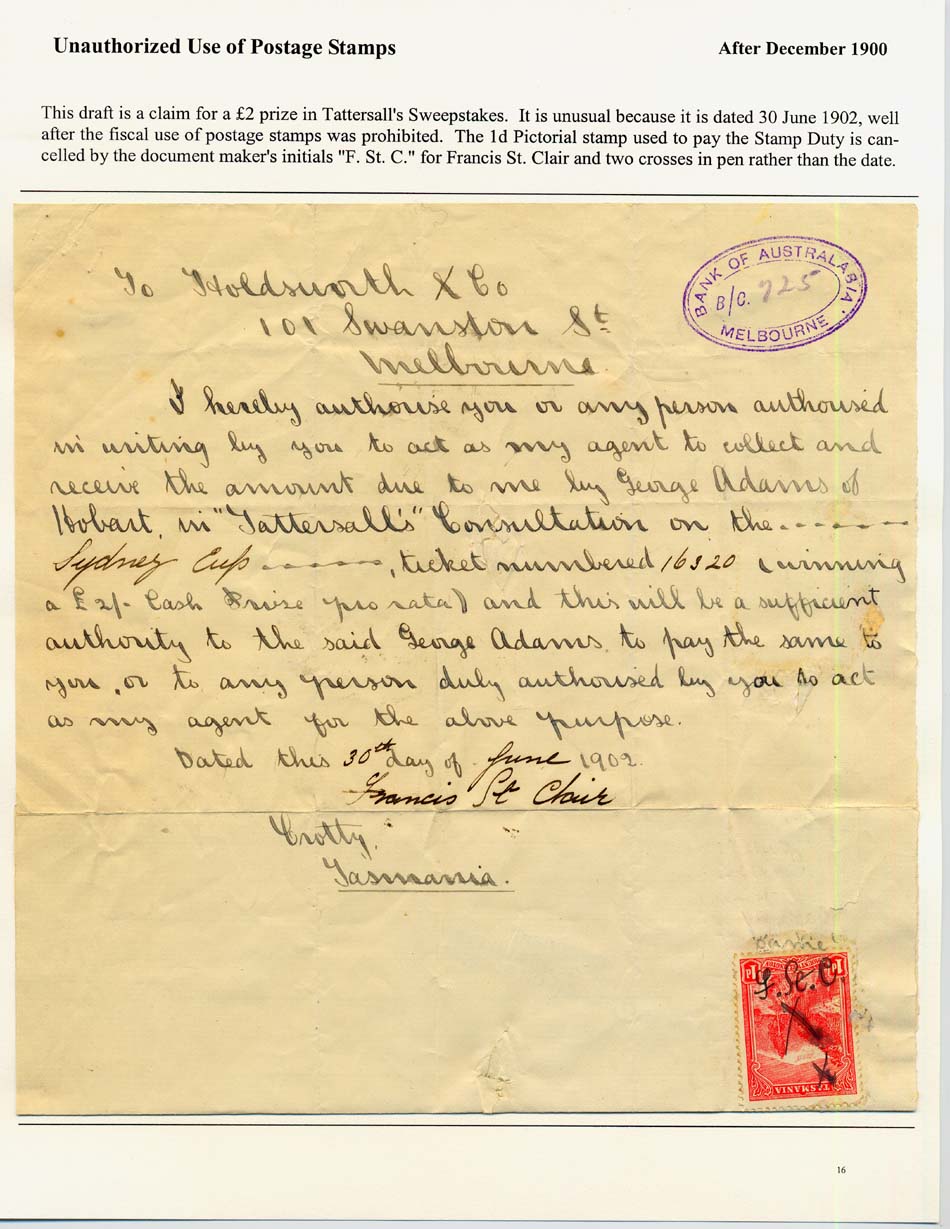 Unauthorized Use of Postage Stamps
After December 1900
This draft is a claim for a £2 prize in Tattersall's Sweepstakes.  It is unusual because it is dated 30 June 1902, well
after the fiscal use of postage stamps was prohibited.  The 1d Pictorial stamp used to pay the Stamp Duty is can-
celled by the document maker's initials "F. St. C." for Francis St. Clair and two crosses in pen rather than the date.
BANK OF AUSTRALABIA
B/C. 725
MELBOURNE
To Holdsworth & Co
101 Swanston St
Melbourne
I hereby authorise you or any person authorised
in writing by you to act as my agent to collect and
receive the amount due to me by George Adams of
Hobart, in "Tattersall's" Consultation on the
Sydney Cup, ticket numbered 16320 (winning
a £2/- Cash Prize pro rata) and this will be a sufficient
authority to the said George Adams to pay the same to
you, or to any person duly authorised by you to act
as my agent for the above purpose.
Dated this 30th day of June 1902.
Francis St Clair
Crotty,
Tasmania.
F. St. C.
TASMANIA
16